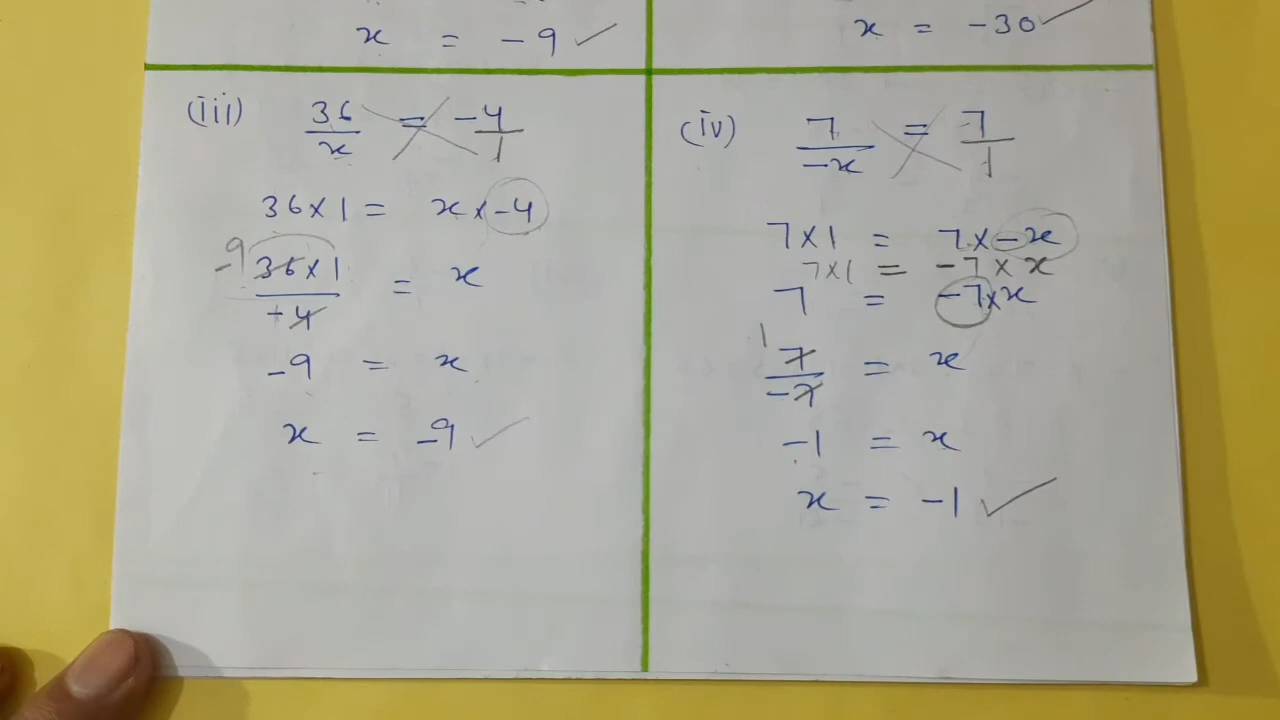 x = -9 ✓
x = -30 ✓
(iii) 36/x = -4/1
36 × 1 = x × -4
-9 36 × 1 / -4 = x
-9 = x
x = -9 ✓
(iv) 7/-x = 7/1
7 × 1 = 7 × -x
7 × 1 = -7 × x
7 = -7 × x
1 7/-7 = x
-1 = x
x = -1 ✓